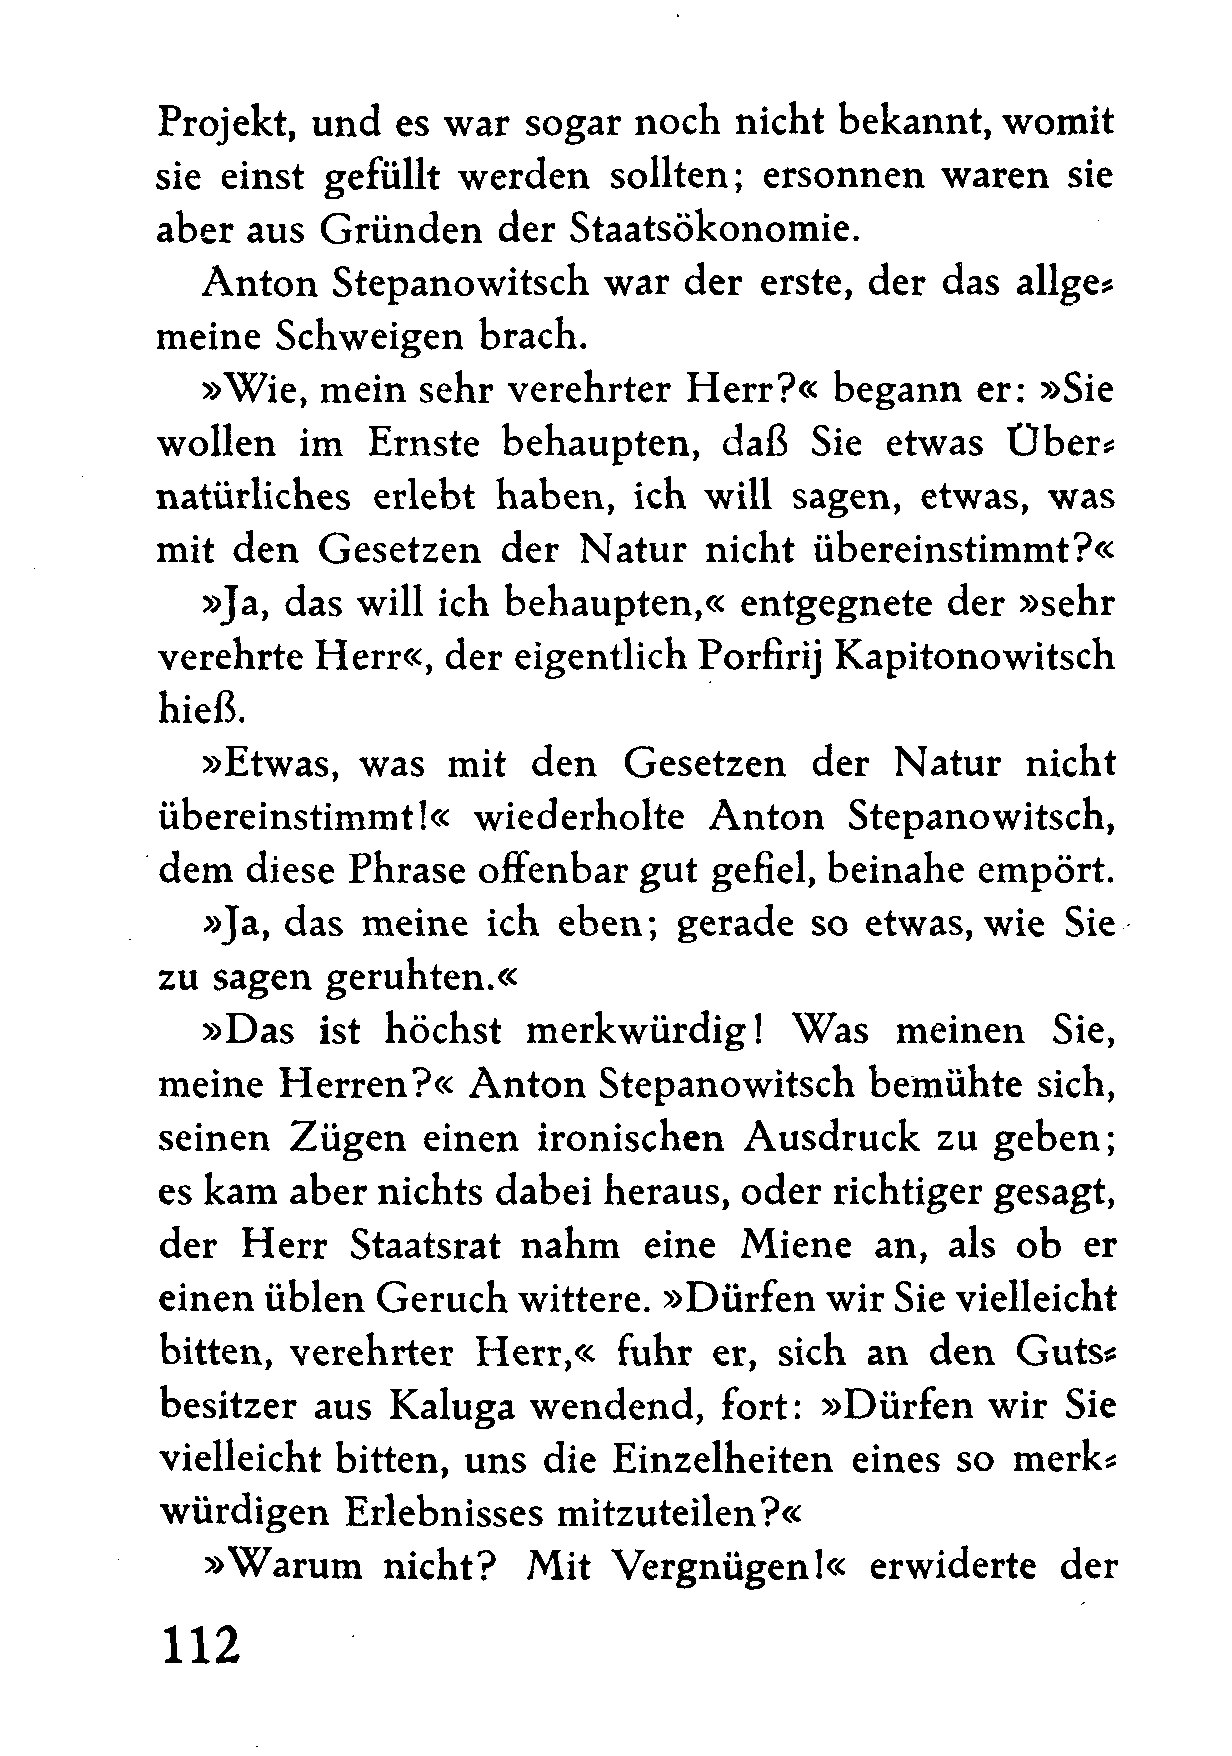 Projekt, und es war sogar noch nicht bekannt, womit
sie einst gefüllt werden sollten; ersonnen waren sie
aber aus Gründen der Staatsökonomie.
Anton Stepanowitsch war der erste, der das allge⸗
meine Schweigen brach.
»Wie, mein sehr verehrter Herr?« begann er: »Sie
wollen im Ernste behaupten, daß Sie etwas Über⸗
natürliches erlebt haben, ich will sagen, etwas, was
mit den Gesetzen der Natur nicht übereinstimmt?«
»Ja, das will ich behaupten,« entgegnete der »sehr
verehrte Herr«, der eigentlich Porfirij Kapitonowitsch
hieß.
»Etwas, was mit den Gesetzen der Natur nicht
übereinstimmt!« wiederholte Anton Stepanowitsch,
dem diese Phrase offenbar gut gefiel, beinahe empört.
»Ja, das meine ich eben; gerade so etwas, wie Sie
zu sagen geruhten.«
»Das ist höchst merkwürdig! Was meinen Sie,
meine Herren?« Anton Stepanowitsch bemühte sich,
seinen Zügen einen ironischen Ausdruck zu geben;
es kam aber nichts dabei heraus, oder richtiger gesagt,
der Herr Staatsrat nahm eine Miene an, als ob er
einen üblen Geruch wittere. »Dürfen wir Sie vielleicht
bitten, verehrter Herr,« fuhr er, sich an den Guts⸗
besitzer aus Kaluga wendend, fort: »Dürfen wir Sie
vielleicht bitten, uns die Einzelheiten eines so merk⸗
würdigen Erlebnisses mitzuteilen?«
»Warum nicht? Mit Vergnügen!« erwiderte der
112